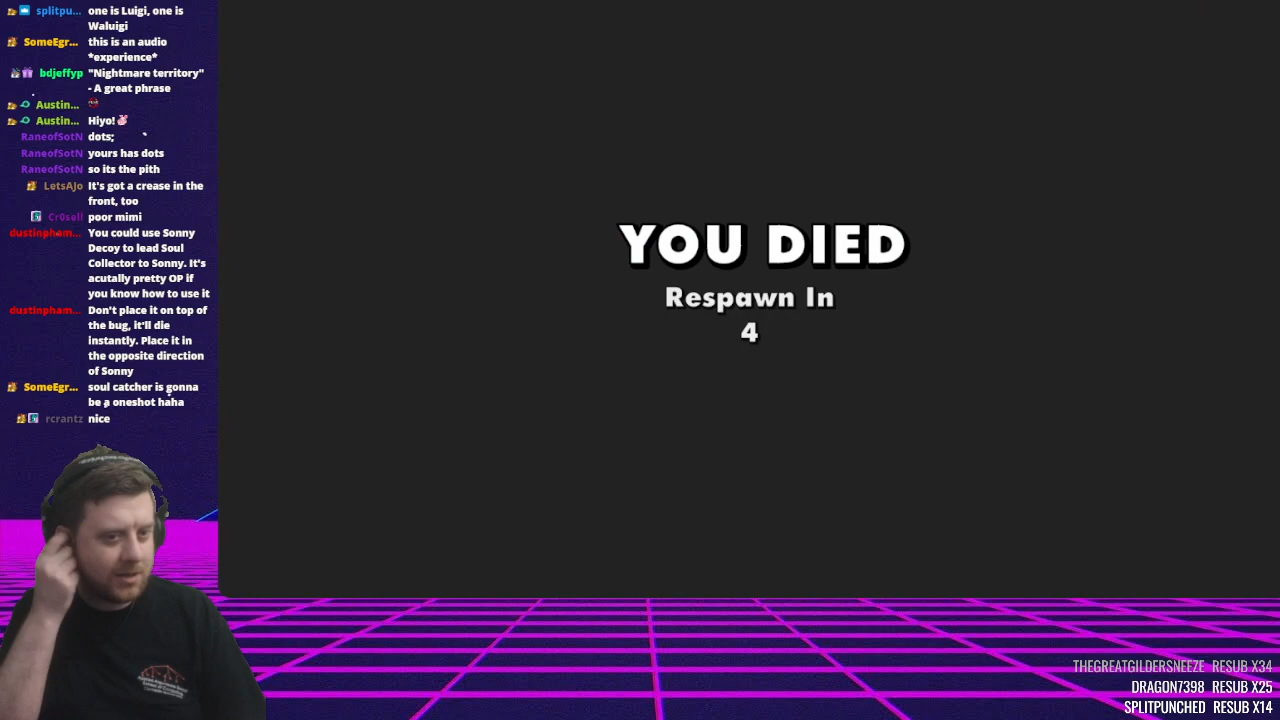 splitpu... one is Luigi, one is
Waluigi
SomeEgr... this is an audio
*experience*
bdjeffyp "Nightmare territory"
- A great phrase
Austin...
Austin... Hiyo!
RaneofSotN dots;
RaneofSotN yours has dots
RaneofSotN so its the pith
LetsAJo It's got a crease in the
front, too
Cr0sell poor mimi
dustinpham... You could use Sonny
Decoy to lead Soul
Collector to Sonny. It's
acutally pretty OP if
you know how to use it
dustinpham... Don't place it on top of
the bug, it'll die
instantly. Place it in
the opposite direction
of Sonny
SomeEgr... soul catcher is gonna
be a oneshot haha
rcrantz nice
YOU DIED
Respawn In
4
THEGREATGILDERSNEEZE RESUB X34
DRAGON7398 RESUB X25
SPLITPUNCHED RESUB X14